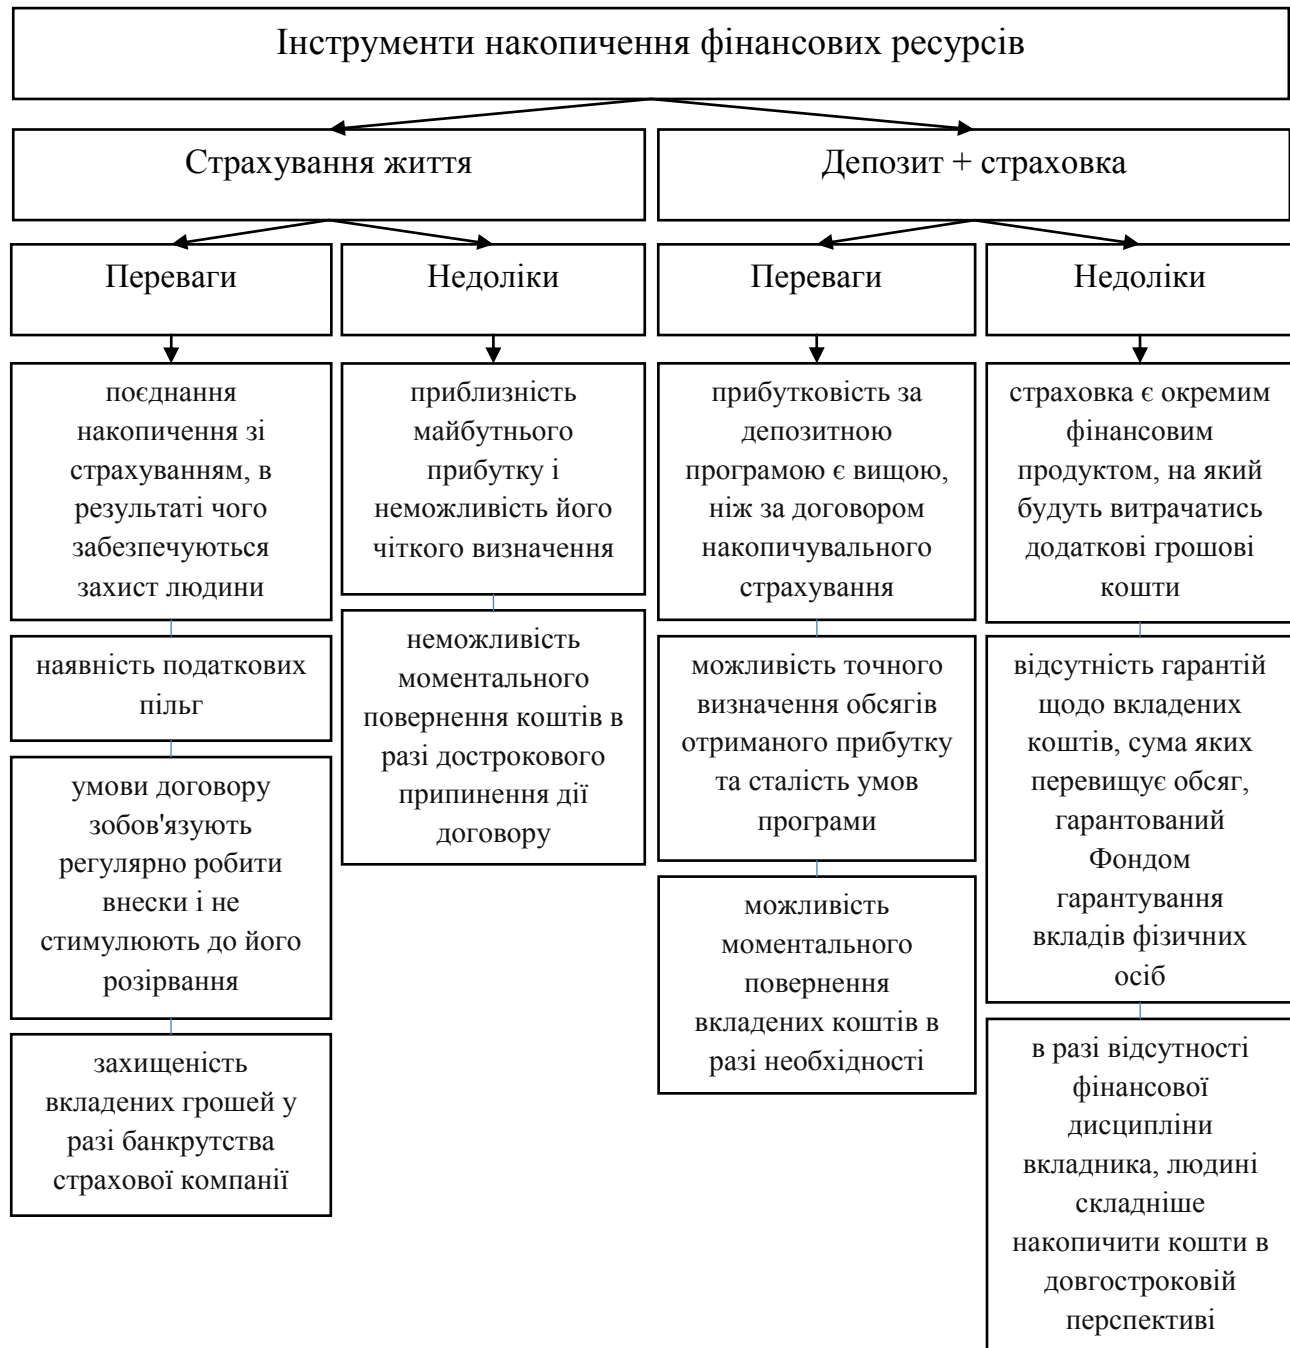 Інструменти накопичення фінансових ресурсів
Страхування життя
Депозит + страховка
Переваги
Недоліки
Переваги
Недоліки
поєднання
накопичення зі
страхуванням, в
результаті чого
забезпечуються
захист людини
наявність податкових
пільг
умови договору
зобов'язують
регулярно робити
внески і не
стимулюють до його
розірвання
захищеність
вкладених грошей у
разі банкрутства
страхової компанії
приблизність
майбутнього
прибутку і
неможливість його
чіткого визначення
неможливість
моментального
повернення коштів в
разі дострокового
припинення дії
договору
прибутковість за
депозитною
програмою є вищою,
ніж за договором
накопичувального
страхування
можливість точного
визначення обсягів
отриманого прибутку
та сталість умов
програми
можливість
моментального
повернення
вкладених коштів в
разі необхідності
страховка є окремим
фінансовим
продуктом, на який
будуть витрачатись
додаткові грошові
кошти
відсутність гарантій
щодо вкладених
коштів, сума яких
перевищує обсяг,
гарантований
Фондом
гарантування
вкладів фізичних
осіб
в разі відсутності
фінансової
дисципліни
вкладника, людині
складніше
накопичити кошти в
довгостроковій
перспективі